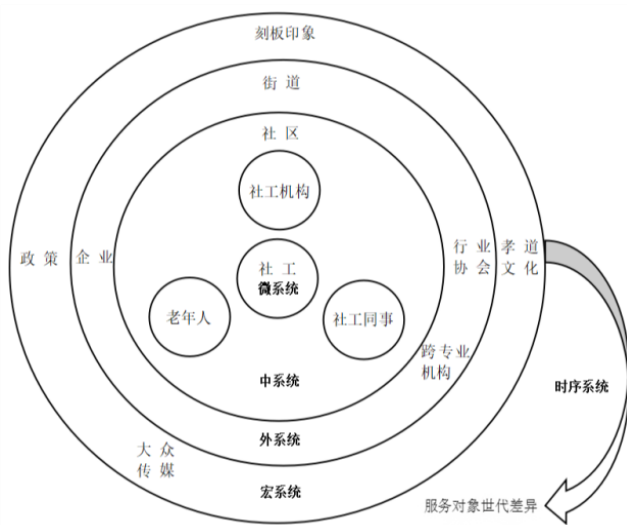 刻板印象
街道
社区
社工机构
政策
企业
行业
协会
孝道
文化
社工
微系统
老年人
社工同事
跨专业
机构
中系统
时序系统
外系统
大众
传媒
宏系统
服务对象世代差异